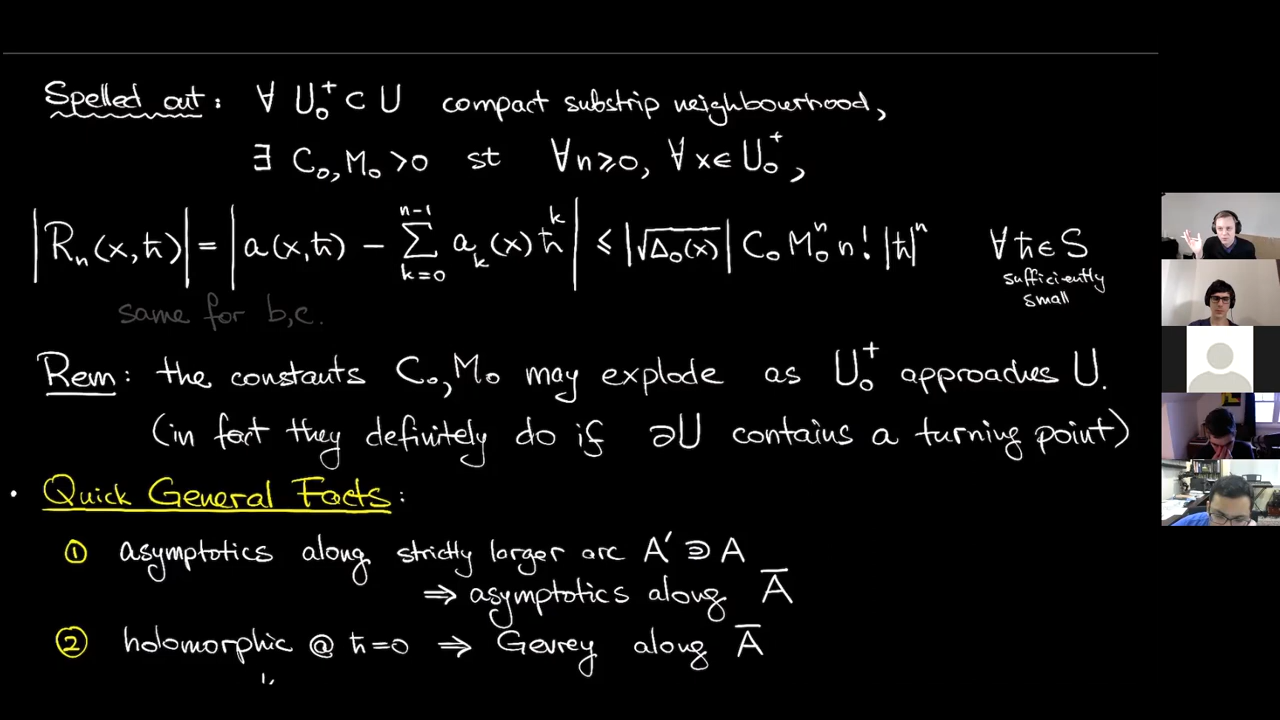 Spelled out: ∀ U₀⁺ ⊂ U compact substrip neighbourhood,
∃ C₀, M₀ > 0 st ∀n ⩾ 0, ∀ x ∈ U₀⁺,
|Rₙ(x,ħ)| = |a(x,ħ) − ∑_{k=0}^{n-1} aₖ(x) ħᵏ| ≤ |√Δ₀(x)| C₀ M₀ⁿ n! |ħ|ⁿ ∀ħ∈S
sufficiently
small
same for b,c.
Rem: the constants C₀, M₀ may explode as U₀⁺ approaches U.
(in fact they definitely do if ∂U contains a turning point)
• Quick General Facts:
① asymptotics along strictly larger arc A′ ⋑ A
⇒ asymptotics along A̅
② holomorphic @ ħ=0 ⇒ Gevrey along A̅